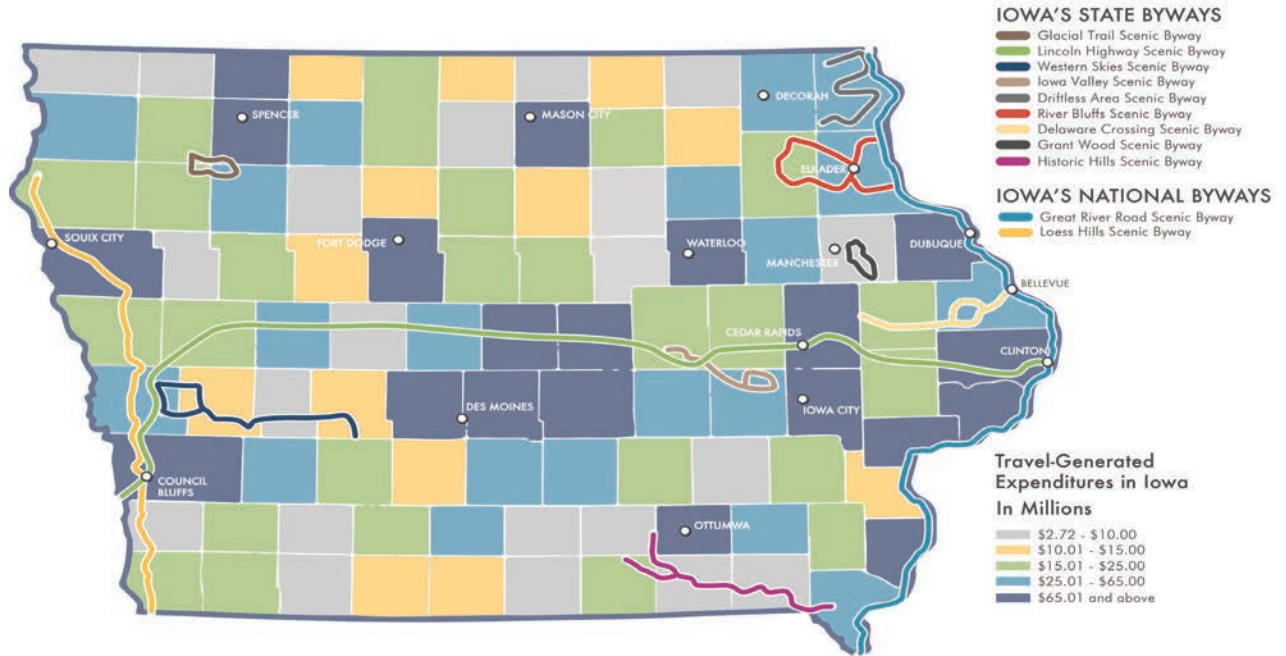 IOWA'S STATE BYWAYS
Glacial Trail Scenic Byway
Lincoln Highway Scenic Byway
Western Skies Scenic Byway
Iowa Valley Scenic Byway
Driftless Area Scenic Byway
River Bluffs Scenic Byway
Delaware Crossing Scenic Byway
Grant Wood Scenic Byway
Historic Hills Scenic Byway
IOWA'S NATIONAL BYWAYS
Great River Road Scenic Byway
Loess Hills Scenic Byway
DECORAH
SPENCER
MASON CITY
ELKADER
SOUIX CITY
FORT DODGE
WATERLOO
DUBUQUE
MANCHESTER
BELLEVUE
CEDAR RAPIDS
CLINTON
DES MOINES
IOWA CITY
COUNCIL
BLUFFS
OTTUMWA
Travel-Generated
Expenditures in Iowa
In Millions
$2.72 - $10.00
$10.01 - $15.00
$15.01 - $25.00
$25.01 - $65.00
$65.01 and above